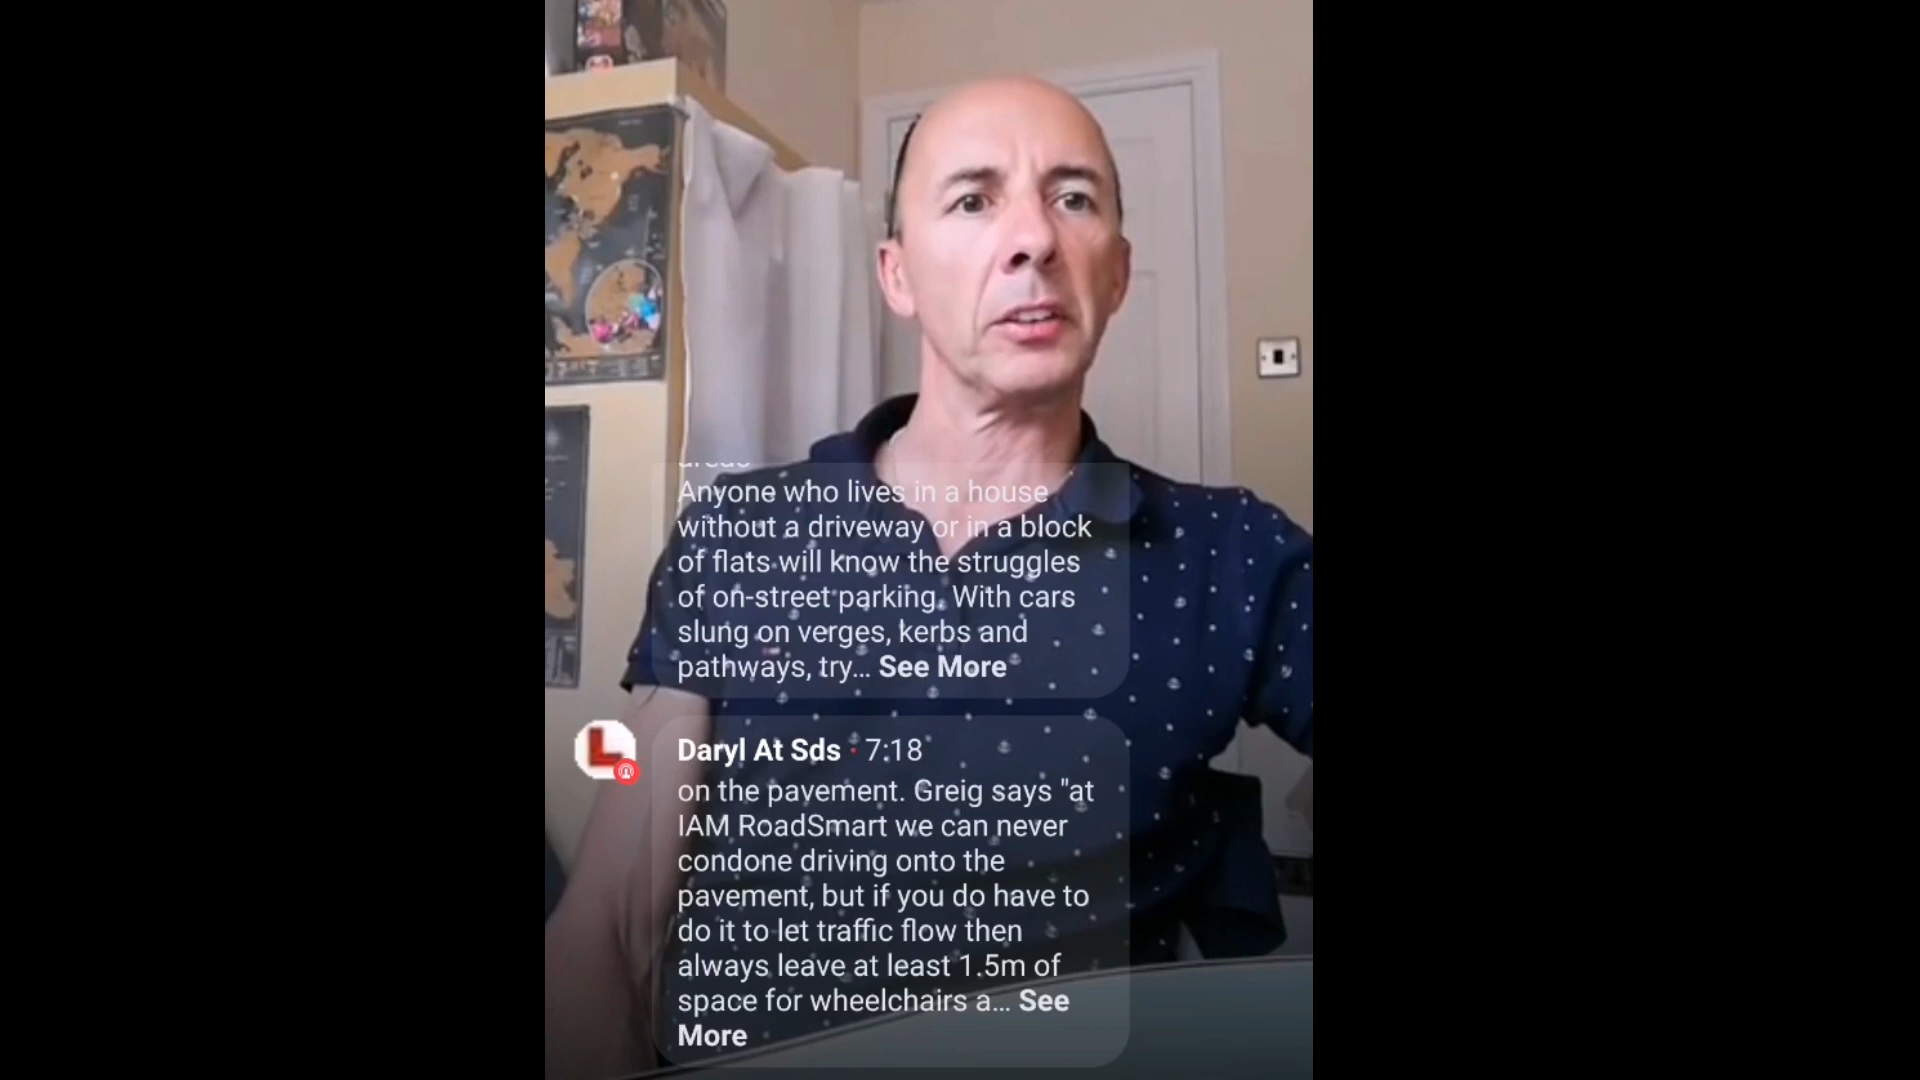 Anyone who lives in a house
without a driveway or in a block
of flats will know the struggles
of on-street parking. With cars
slung on verges, kerbs and
pathways, try... See More
L
Daryl At Sds · 7:18
on the pavement. Greig says "at
IAM RoadSmart we can never
condone driving onto the
pavement, but if you do have to
do it to let traffic flow then
always leave at least 1.5m of
space for wheelchairs a... See
More